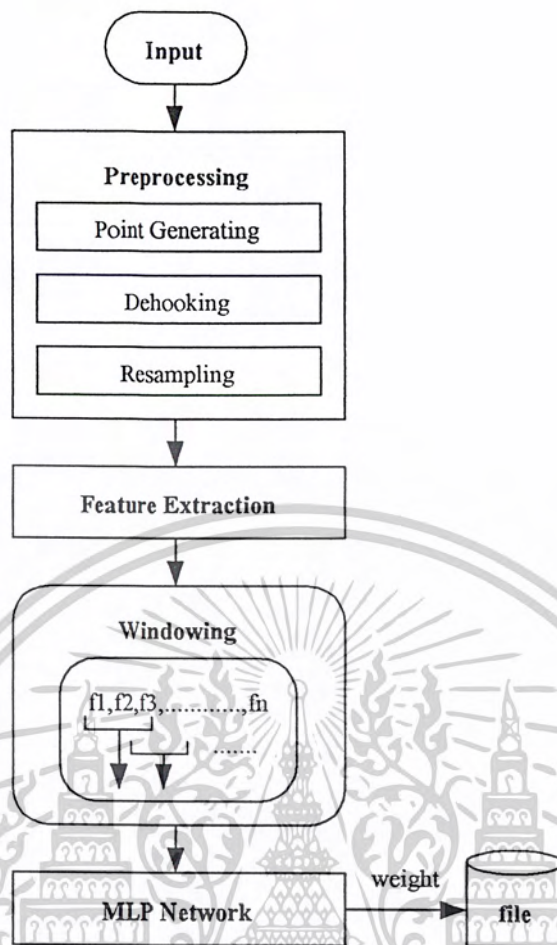 Input
Preprocessing
Point Generating
Dehooking
Resampling
Feature Extraction
Windowing
f1,f2,f3,............,fn
.......
MLP Network
weight
file